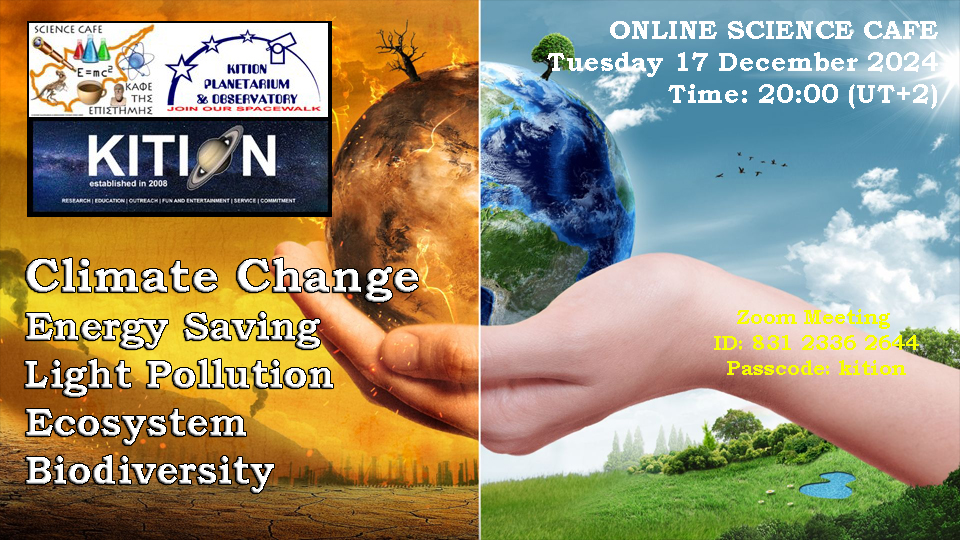 SCIENCE CAFE
E=mc²
ΚΑΦΕ
ΤΗΣ
ΕΠΙΣΤΗΜΗΣ
KITION
PLANETARIUM
& OBSERVATORY
JOIN OUR SPACEWALK
KITION
established in 2008
RESEARCH | EDUCATION | OUTREACH | FUN AND ENTERTAINMENT | SERVICE | COMMITMENT
ONLINE SCIENCE CAFE
Tuesday 17 December 2024
Time: 20:00 (UT+2)
Climate Change
Energy Saving
Light Pollution
Ecosystem
Biodiversity
Zoom Meeting
ID: 831 2336 2644
Passcode: kition